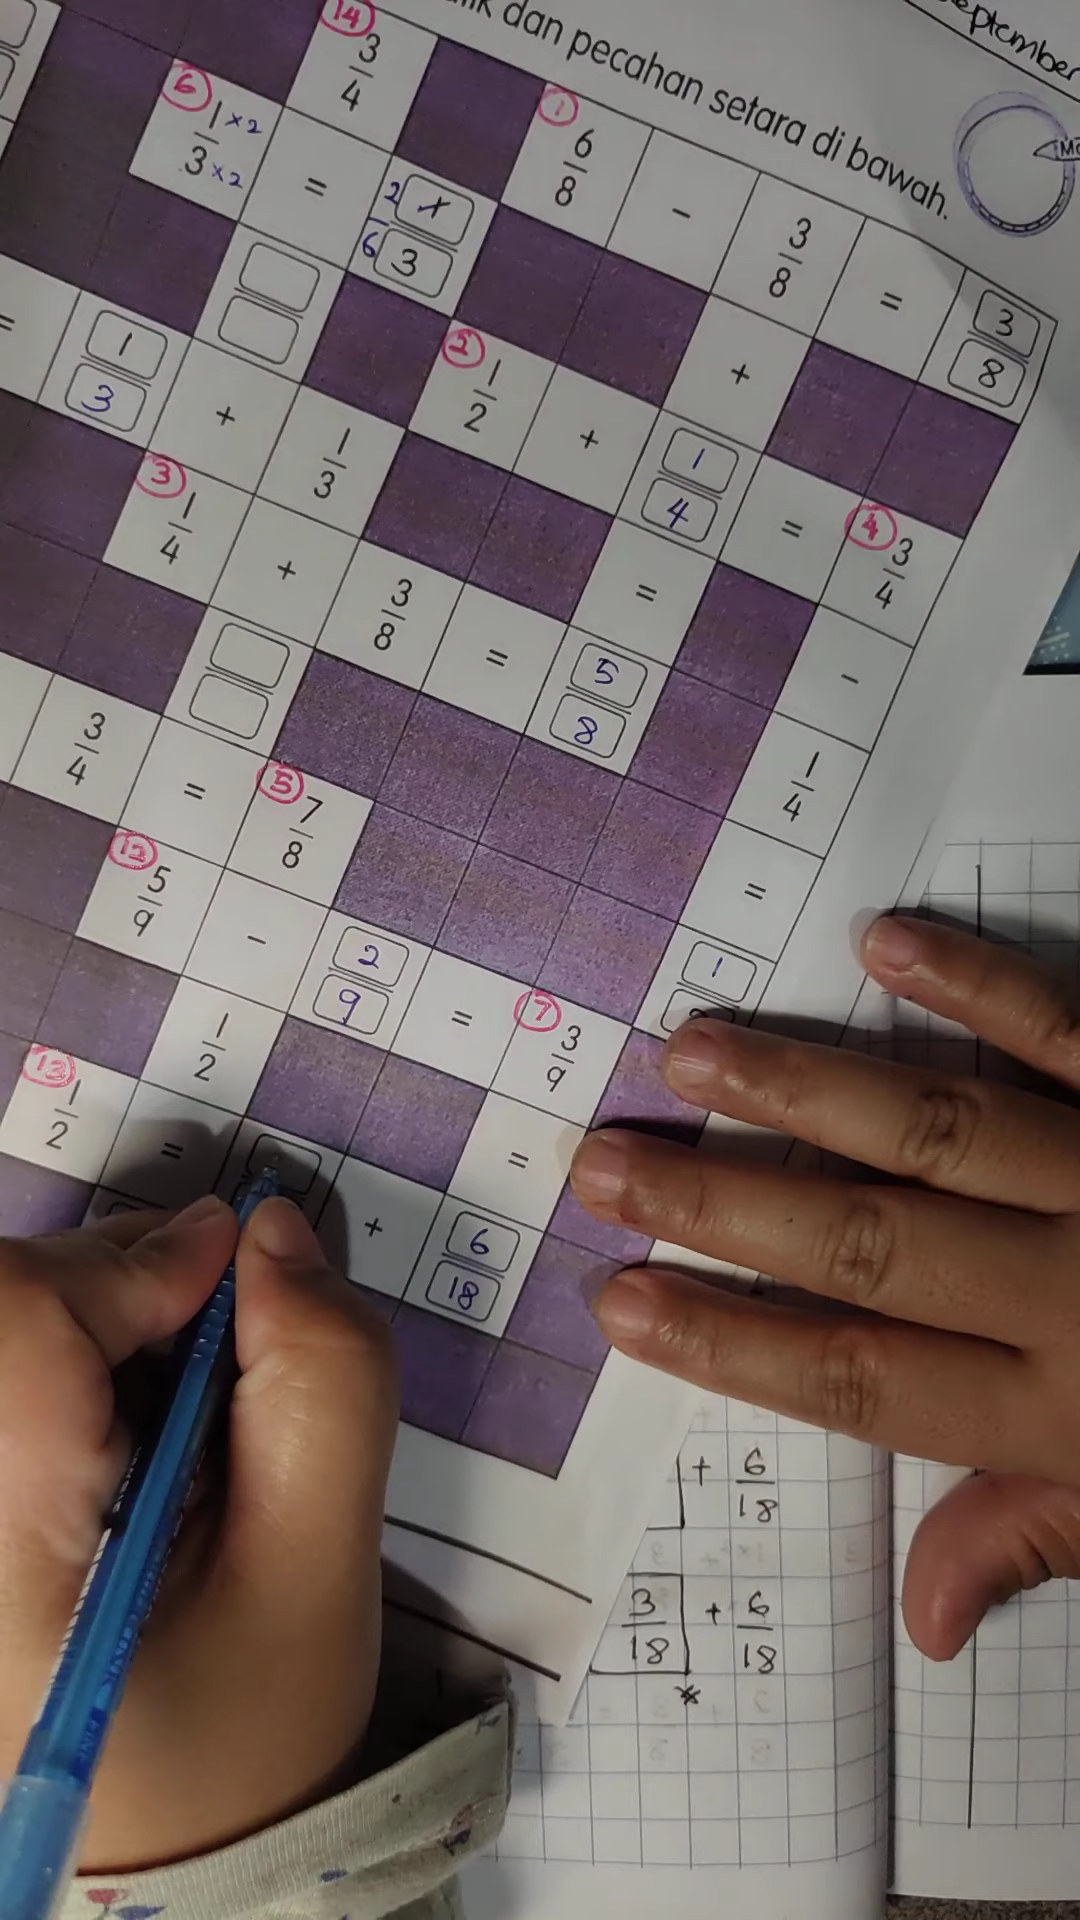 dan pecahan setara di bawah.
eptember
14 3/4
1 6/8 - 3/8 = 3/8
6 1/3 ×2 ×2 = 2/6 1/3
+
2 1/2 + 1/4 = 4 3/4
= 1/3 + 1/3
=
-
3 1/4 + 3/8 = 5/8
1/4
3/4 = 5 7/8
=
12 5/9 - 2/9 = 7 3/9
1
1/2
=
13 1/2 = + 6/18
+ 6/18
3/18 + 6/18
*